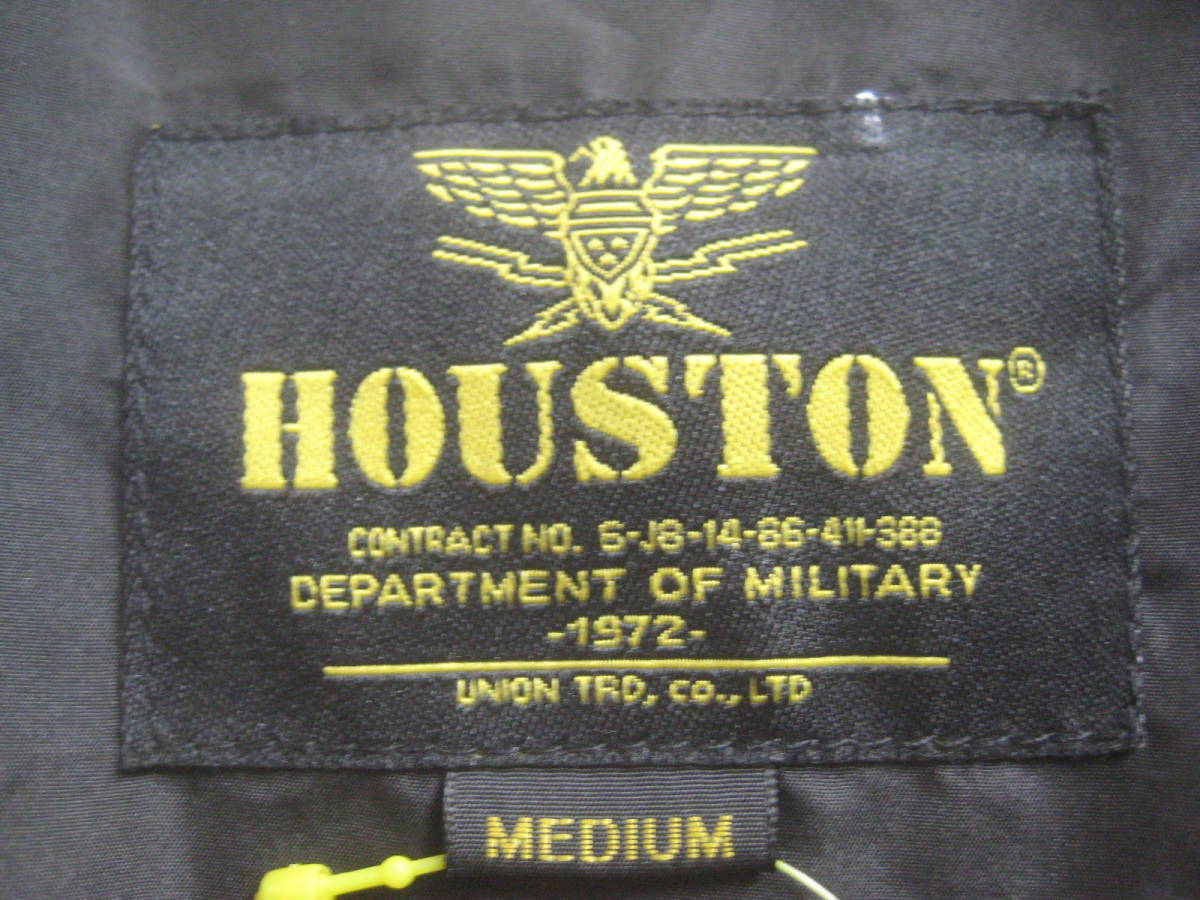 HOUSTON®
CONTRACT NO. 6-J8-14-86-411-388
DEPARTMENT OF MILITARY
-1972-
UNION TRD, co., LTD
MEDIUM